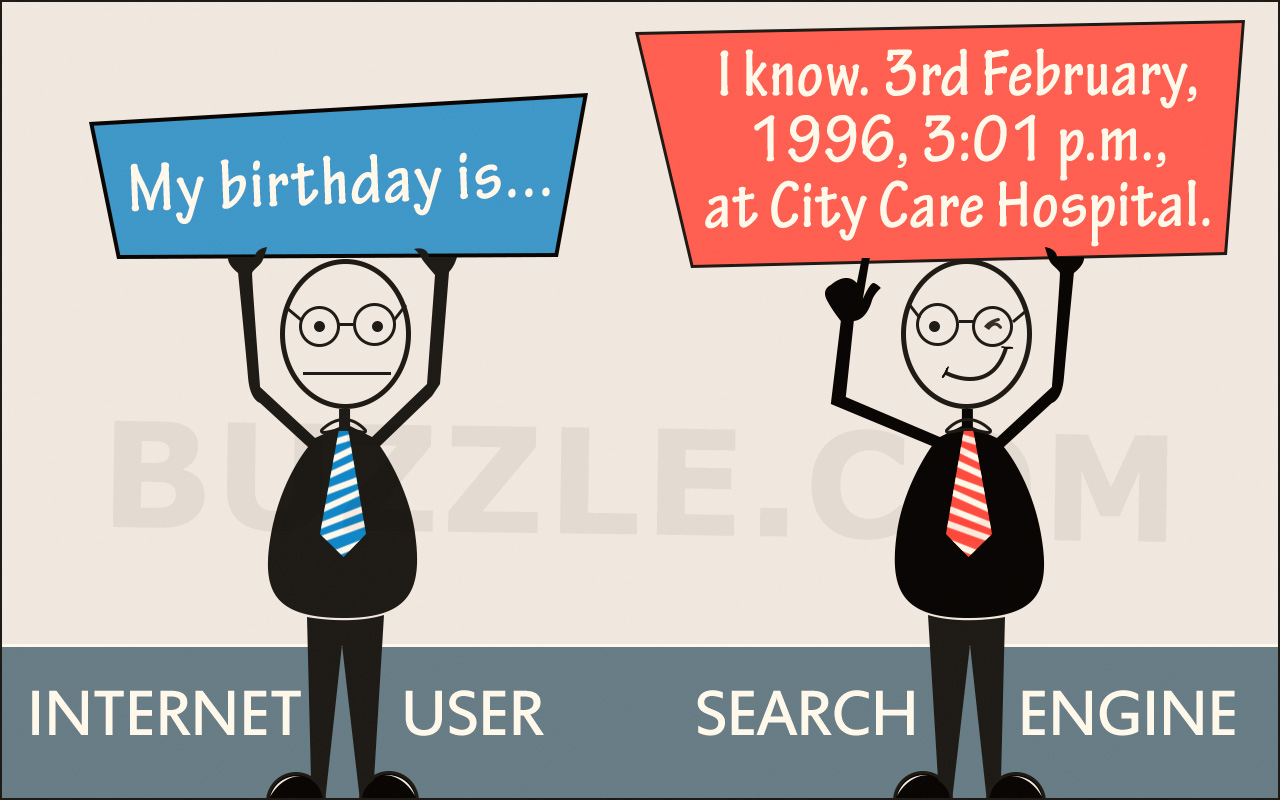 My birthday is...
I know. 3rd February,
1996, 3:01 p.m.,
at City Care Hospital.
BUZZLE.COM
INTERNET USER
SEARCH ENGINE